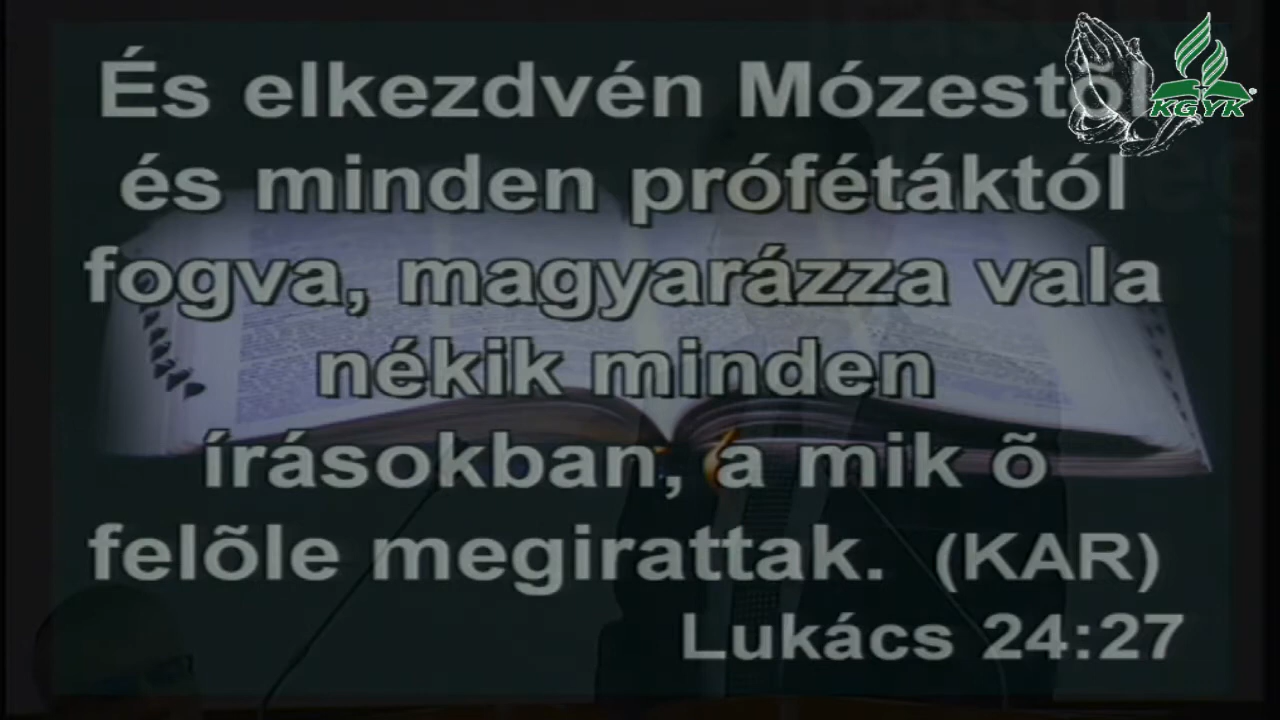 És elkezdvén Mózestõl
és minden prófétáktól
fogva, magyarázza vala
nékik minden
írásokban, a mik õ
felõle megirattak. (KAR)
Lukács 24:27
KGYK